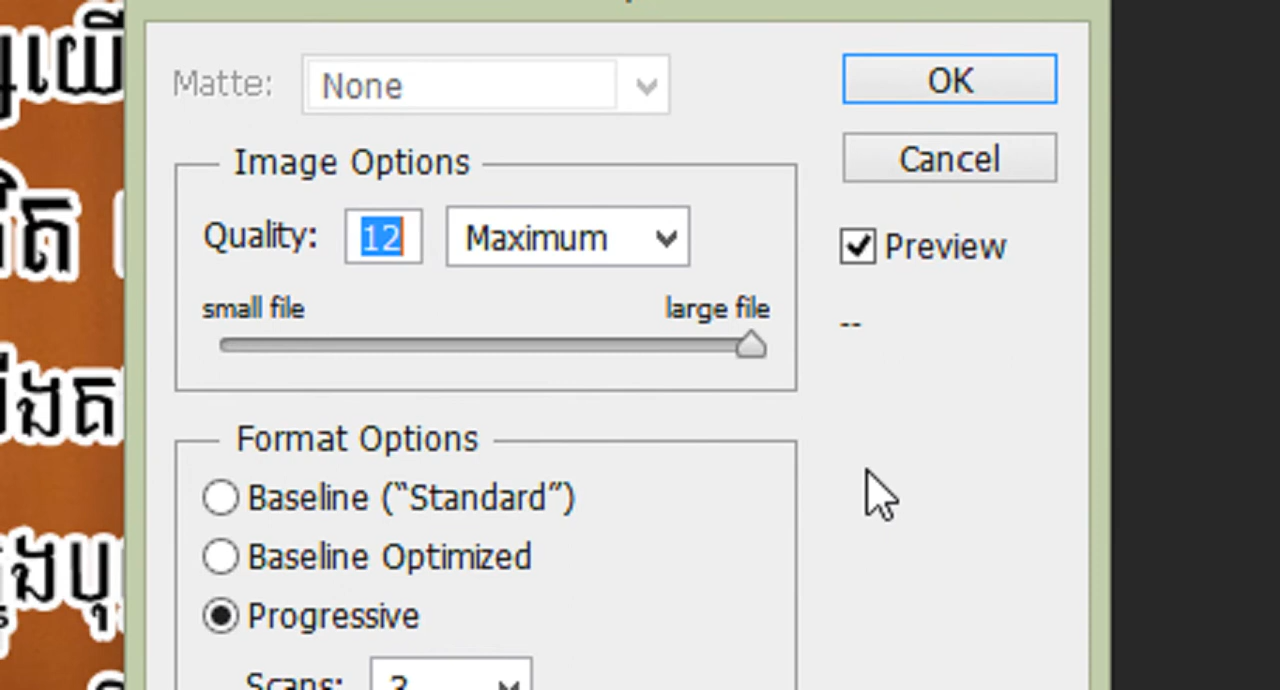 Matte: None
OK
Cancel
Image Options
Quality: 12 Maximum
Preview
small file large file
--
Format Options
Baseline (“Standard”)
Baseline Optimized
Progressive
Scans: 3